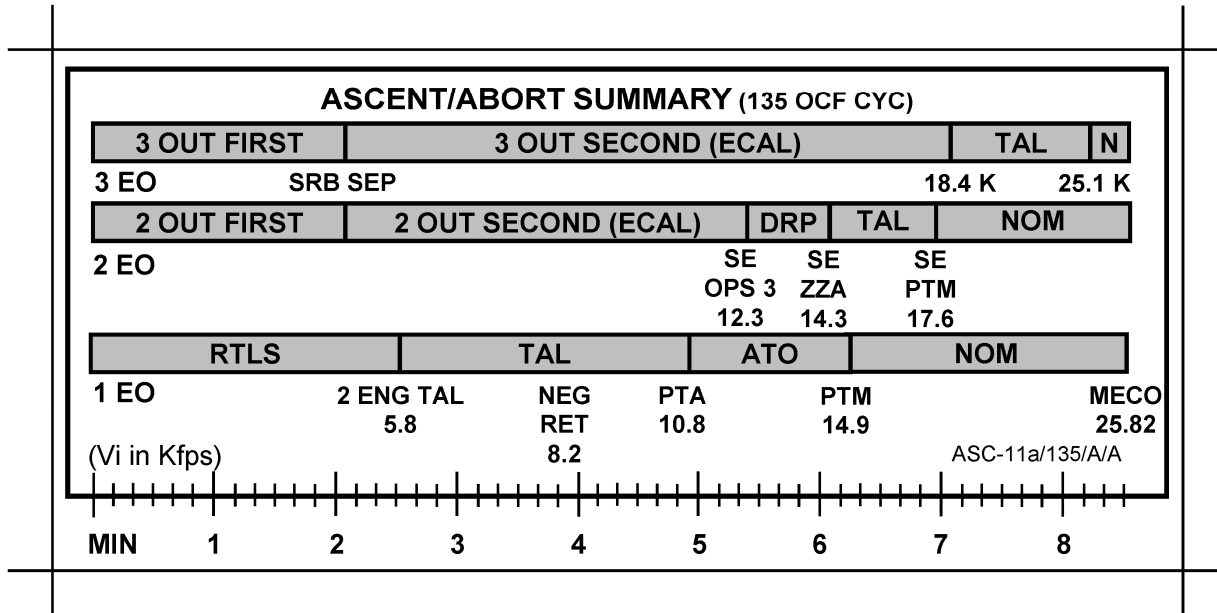 ASCENT/ABORT SUMMARY (135 OCF CYC)
3 OUT FIRST 3 OUT SECOND (ECAL) TAL N
3 EO SRB SEP 18.4 K 25.1 K
2 OUT FIRST 2 OUT SECOND (ECAL) DRP TAL NOM
2 EO SE SE SE
OPS 3 ZZA PTM
12.3 14.3 17.6
RTLS TAL ATO NOM
1 EO 2 ENG TAL NEG PTA PTM MECO
5.8 RET 10.8 14.9 25.82
(Vi in Kfps) 8.2 ASC-11a/135/A/A
MIN 1 2 3 4 5 6 7 8